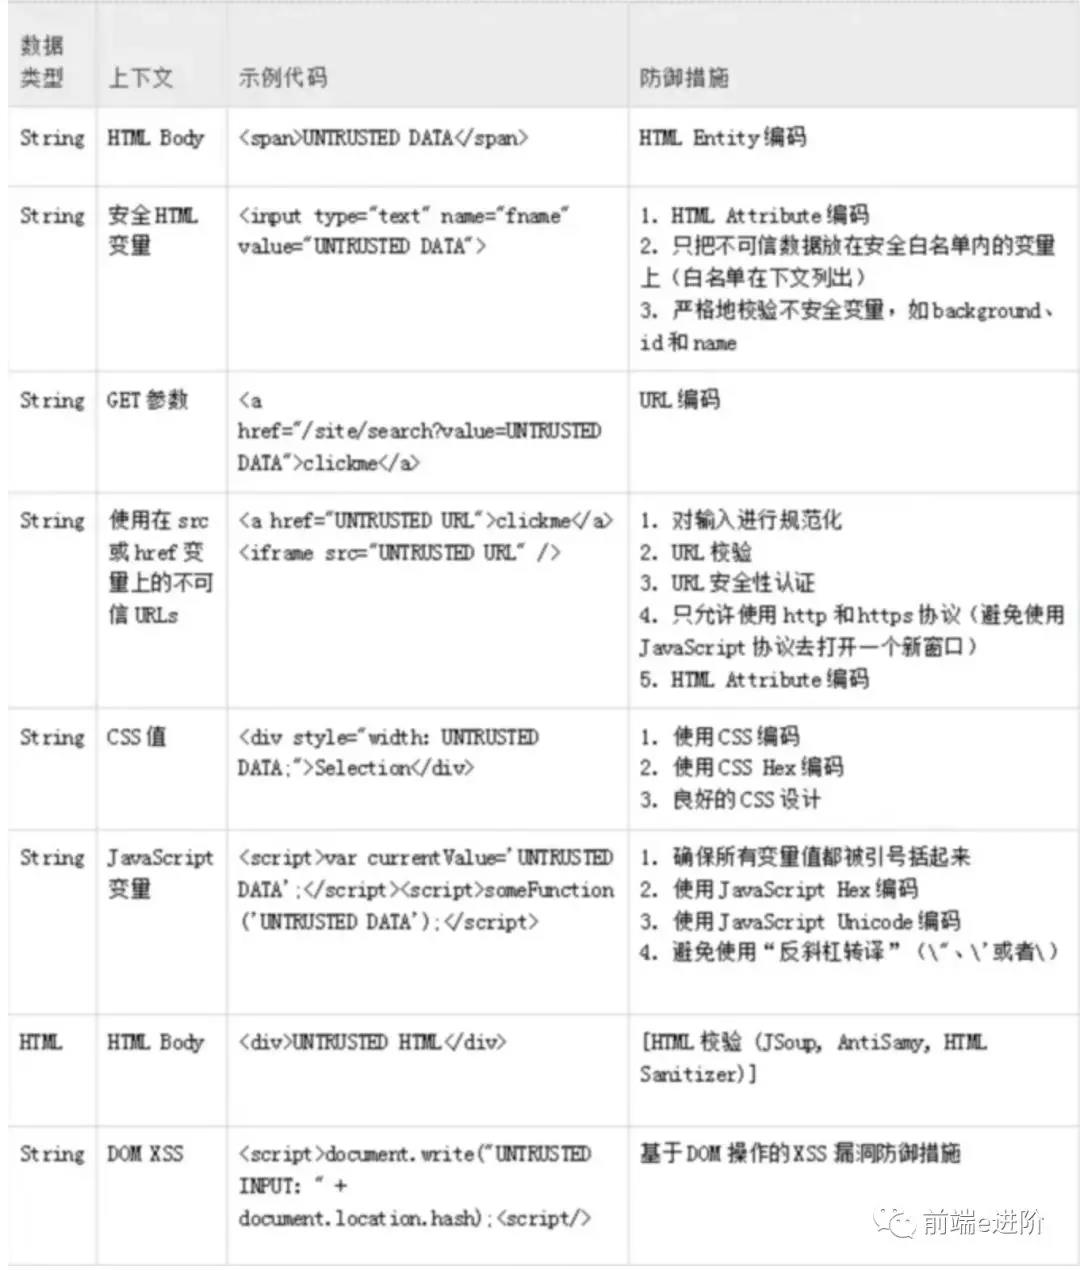 数据
类型
上下文
示例代码
防御措施
String
HTML Body
<span>UNTRUSTED DATA</span>
HTML Entity编码
String
安全HTML
变量
<input type="text" name="fname"
value="UNTRUSTED DATA">
1. HTML Attribute编码
2. 只把不可信数据放在安全白名单内的变量
上（白名单在下文列出）
3. 严格地校验不安全变量，如background、
id和name
String
GET参数
<a
href="/site/search?value=UNTRUSTED
DATA">clickme</a>
URL编码
String
使用在src
或href变
量上的不可
信URLs
<a href="UNTRUSTED URL">clickme</a>
<iframe src="UNTRUSTED URL" />
1. 对输入进行规范化
2. URL校验
3. URL安全性认证
4. 只允许使用http和https协议（避免使用
JavaScript协议去打开一个新窗口）
5. HTML Attribute编码
String
CSS值
<div style="width: UNTRUSTED
DATA;">Selection</div>
1. 使用CSS编码
2. 使用CSS Hex编码
3. 良好的CSS设计
String
JavaScript
变量
<script>var currentValue='UNTRUSTED
DATA';</script><script>someFunction
('UNTRUSTED DATA');</script>
1. 确保所有变量值都被引号括起来
2. 使用JavaScript Hex编码
3. 使用JavaScript Unicode编码
4. 避免使用“反斜杠转译”（\"、\'或者\）
HTML
HTML Body
<div>UNTRUSTED HTML</div>
[HTML校验 (JSoup, AntiSamy, HTML
Sanitizer)]
String
DOM XSS
<script>document.write("UNTRUSTED
INPUT: " +
document.location.hash);<script/>
基于DOM操作的XSS漏洞防御措施
前端e进阶